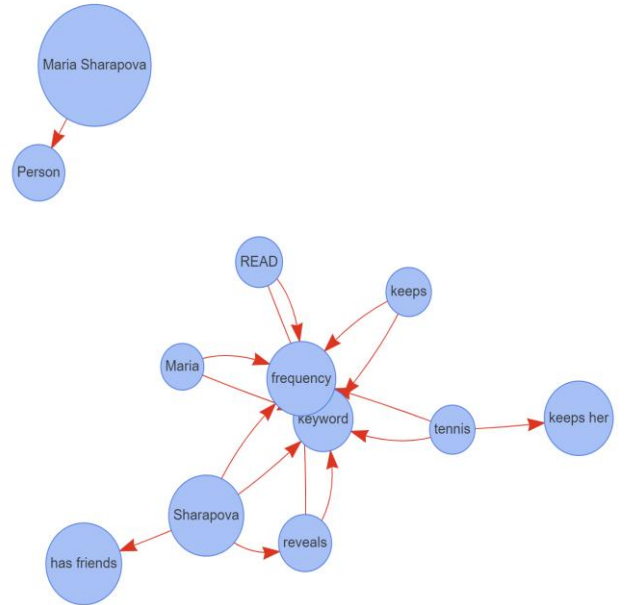 Maria Sharapova
Person
READ
keeps
Maria
frequency
keyword
tennis
keeps her
Sharapova
reveals
has friends